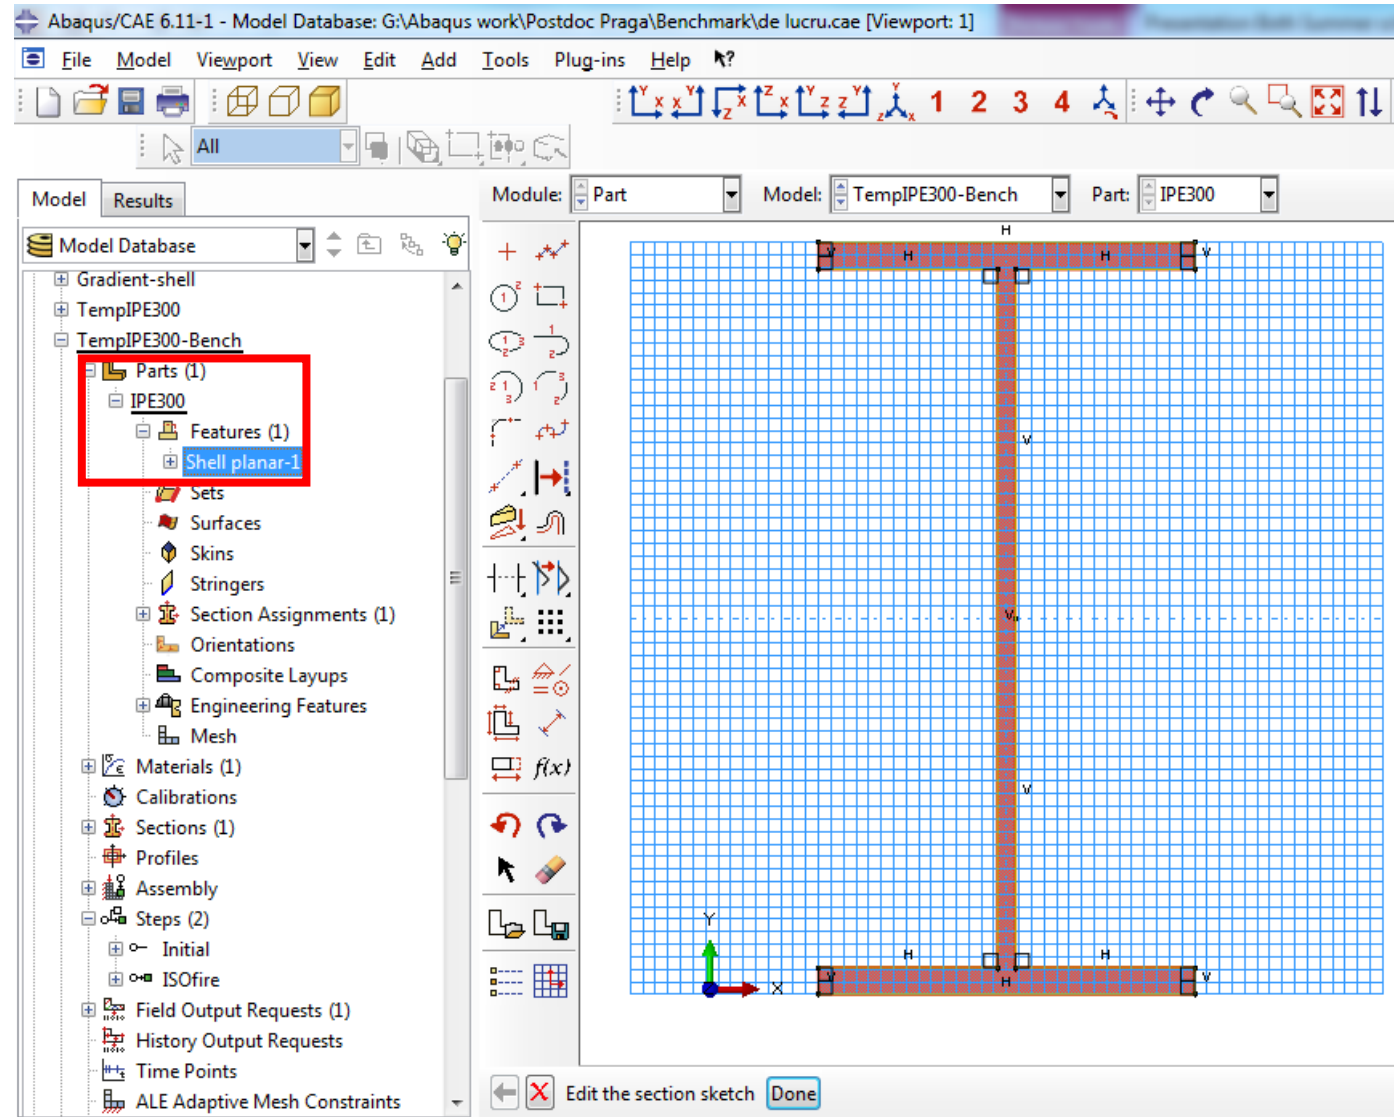 Abaqus/CAE 6.11-1 - Model Database: G:\Abaqus work\Postdoc Praga\Benchmark\de lucru.cae [Viewport: 1]
File Model Viewport View Edit Add Tools Plug-ins Help ?
Y X X Y Z X Z X Y Z Z Y Y Z X 1 2 3 4
All
Model Results
Module: Part Model: TempIPE300-Bench Part: IPE300
Model Database
Gradient-shell
TempIPE300
TempIPE300-Bench
Parts (1)
IPE300
Features (1)
Shell planar-1
Sets
Surfaces
Skins
Stringers
Section Assignments (1)
Orientations
Composite Layups
Engineering Features
Mesh
Materials (1)
Calibrations
Sections (1)
Profiles
Assembly
Steps (2)
Initial
ISOfire
Field Output Requests (1)
History Output Requests
Time Points
ALE Adaptive Mesh Constraints
f(x)
H
V H H V
V
V
V
H H
V H V
Y
X
Edit the section sketch Done